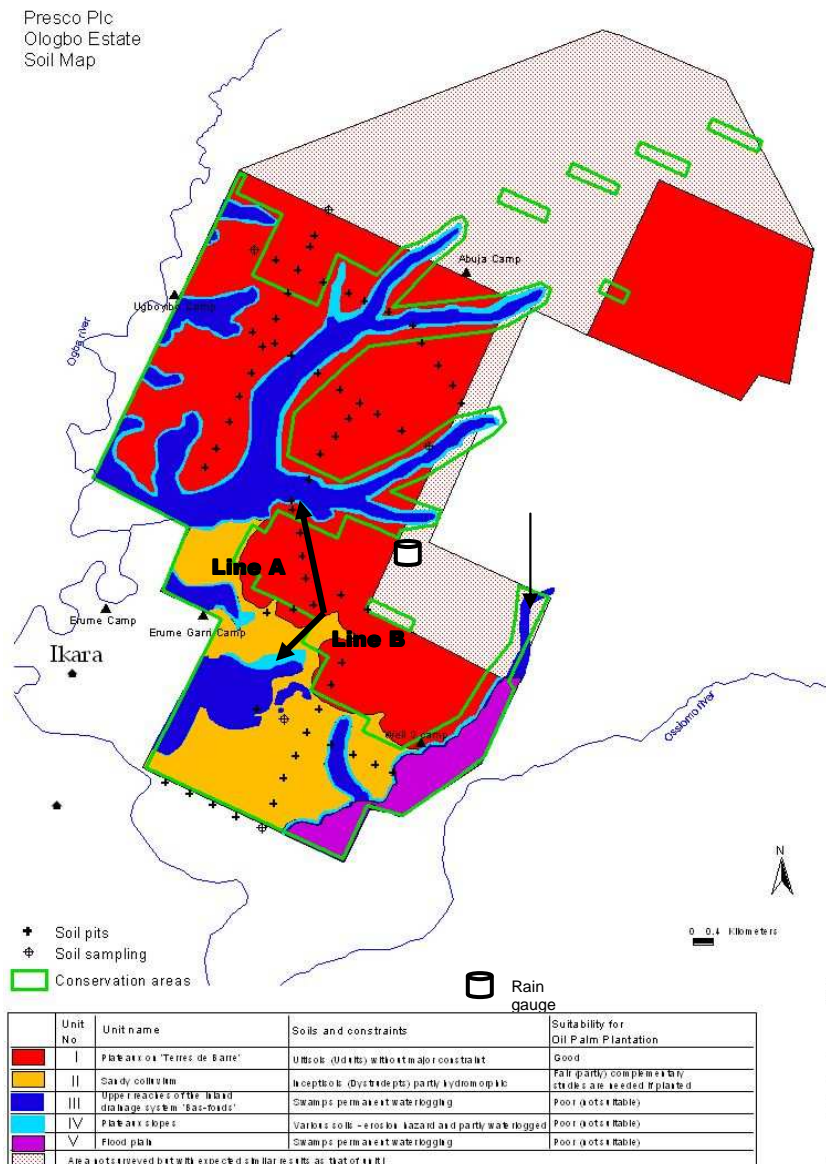 Presco Plc
Ologbo Estate
Soil Map
Abuja Camp
Ugbombo Camp
Ogba river
Line A
Erume Camp
Erume Garri Camp
Line B
Ikara
camp
Ossiomo river
N
Soil pits
Soil sampling
Conservation areas
0 0.4 Kilometers
Rain
gauge
Unit
No
Unit name
Soils and constraints
Suitability for
Oil Palm Plantation
I
Plateaux on 'Terres de Barre'
Ultisols (Udults) without major constraint
Good
II
Sandy colluvium
Inceptisols (Dystrudepts) partly hydromorphic
Fair (partly) complementary
studies are needed if planted
III
Upper reaches of the inland
drainage system 'Bas-fonds'
Swamps permanent waterlogging
Poor (not suitable)
IV
Plateaux slopes
Various soils - erosion hazard and partly waterlogged
Poor (not suitable)
V
Flood plain
Swamps permanent waterlogging
Poor (not suitable)
Area not surveyed but with expected similar results as that of unit I